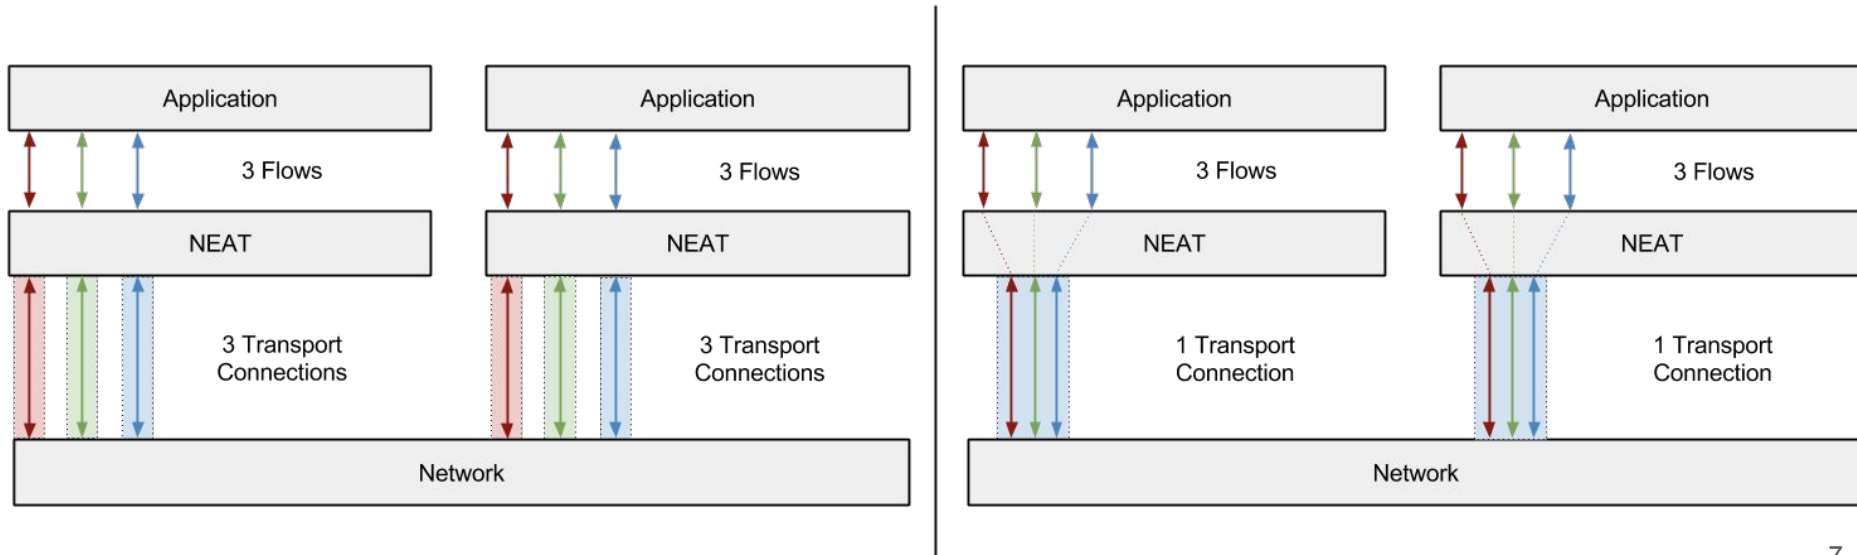 Application
Application
Application
Application
3 Flows
3 Flows
3 Flows
3 Flows
NEAT
NEAT
NEAT
NEAT
3 Transport
Connections
3 Transport
Connections
1 Transport
Connection
1 Transport
Connection
Network
Network
7